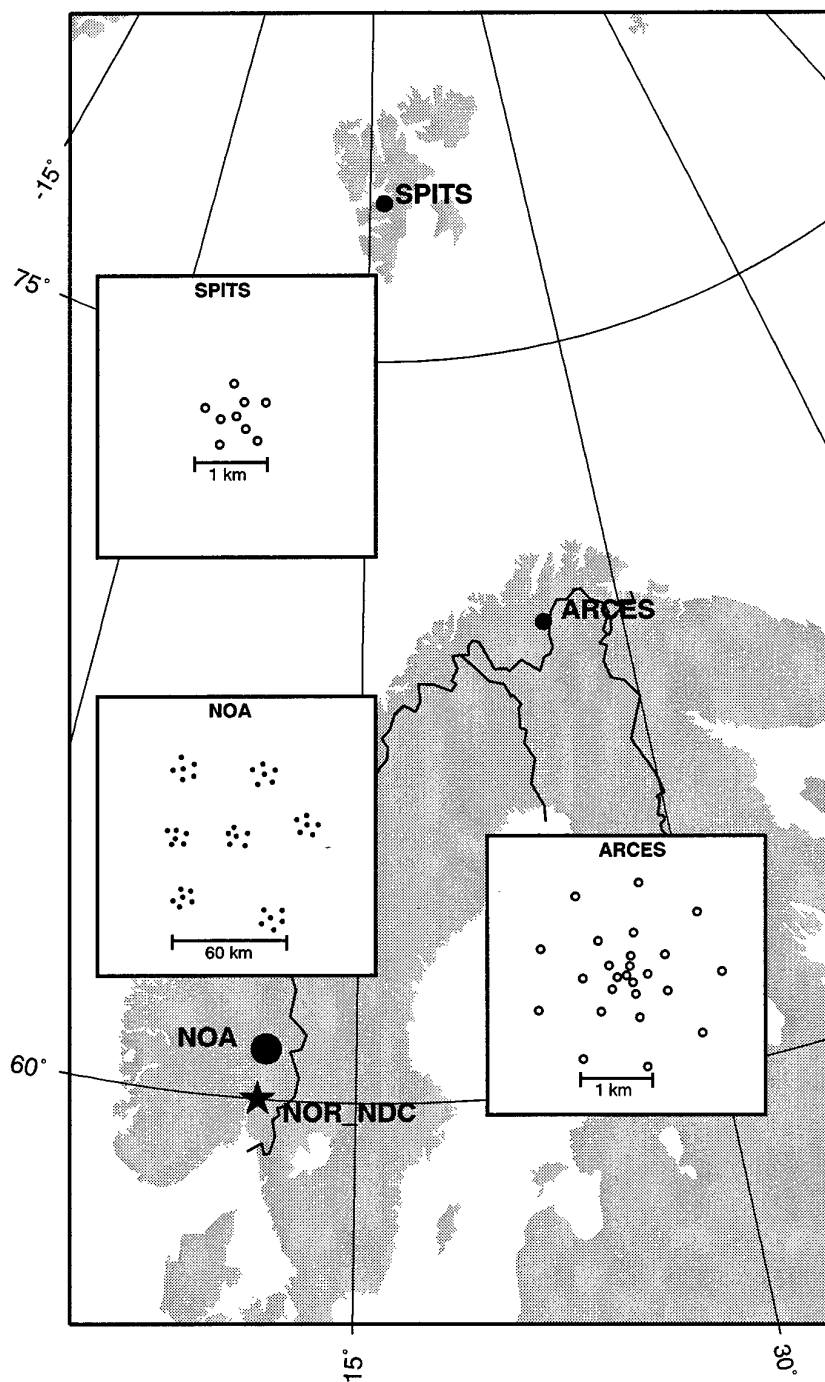 -15°
SPITS
75°
SPITS
1 km
ARCES
NOA
60 km
ARCES
1 km
NOA
60°
NOR_NDC
15°
30°